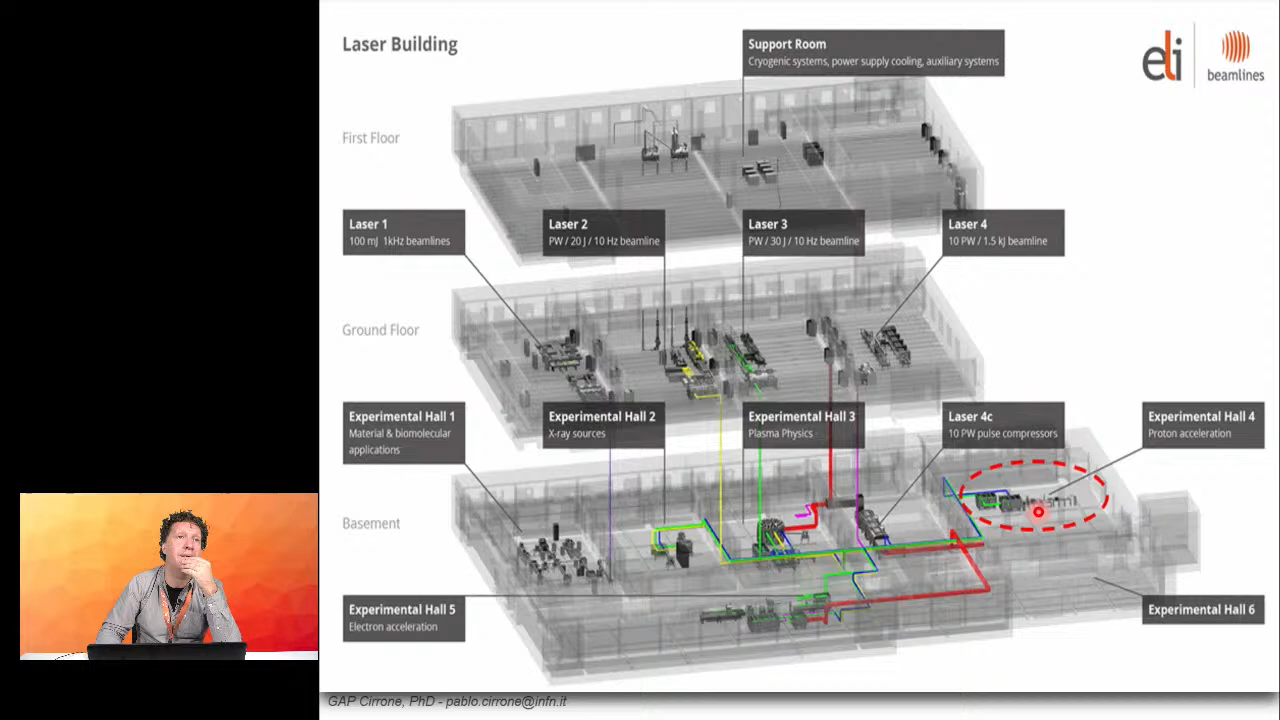 Laser Building
Support Room
Cryogenic systems, power supply cooling, auxiliary systems
eli
beamlines
First Floor
Laser 1
100 mJ 1kHz beamlines
Laser 2
PW / 20 J / 10 Hz beamline
Laser 3
PW / 30 J / 10 Hz beamline
Laser 4
10 PW / 1.5 kJ beamline
Ground Floor
Experimental Hall 1
Material & biomolecular
applications
Experimental Hall 2
X-ray sources
Experimental Hall 3
Plasma Physics
Laser 4c
10 PW pulse compressors
Experimental Hall 4
Proton acceleration
Basement
Experimental Hall 5
Electron acceleration
Experimental Hall 6
GAP Cirrone, PhD - pablo.cirrone@infn.it